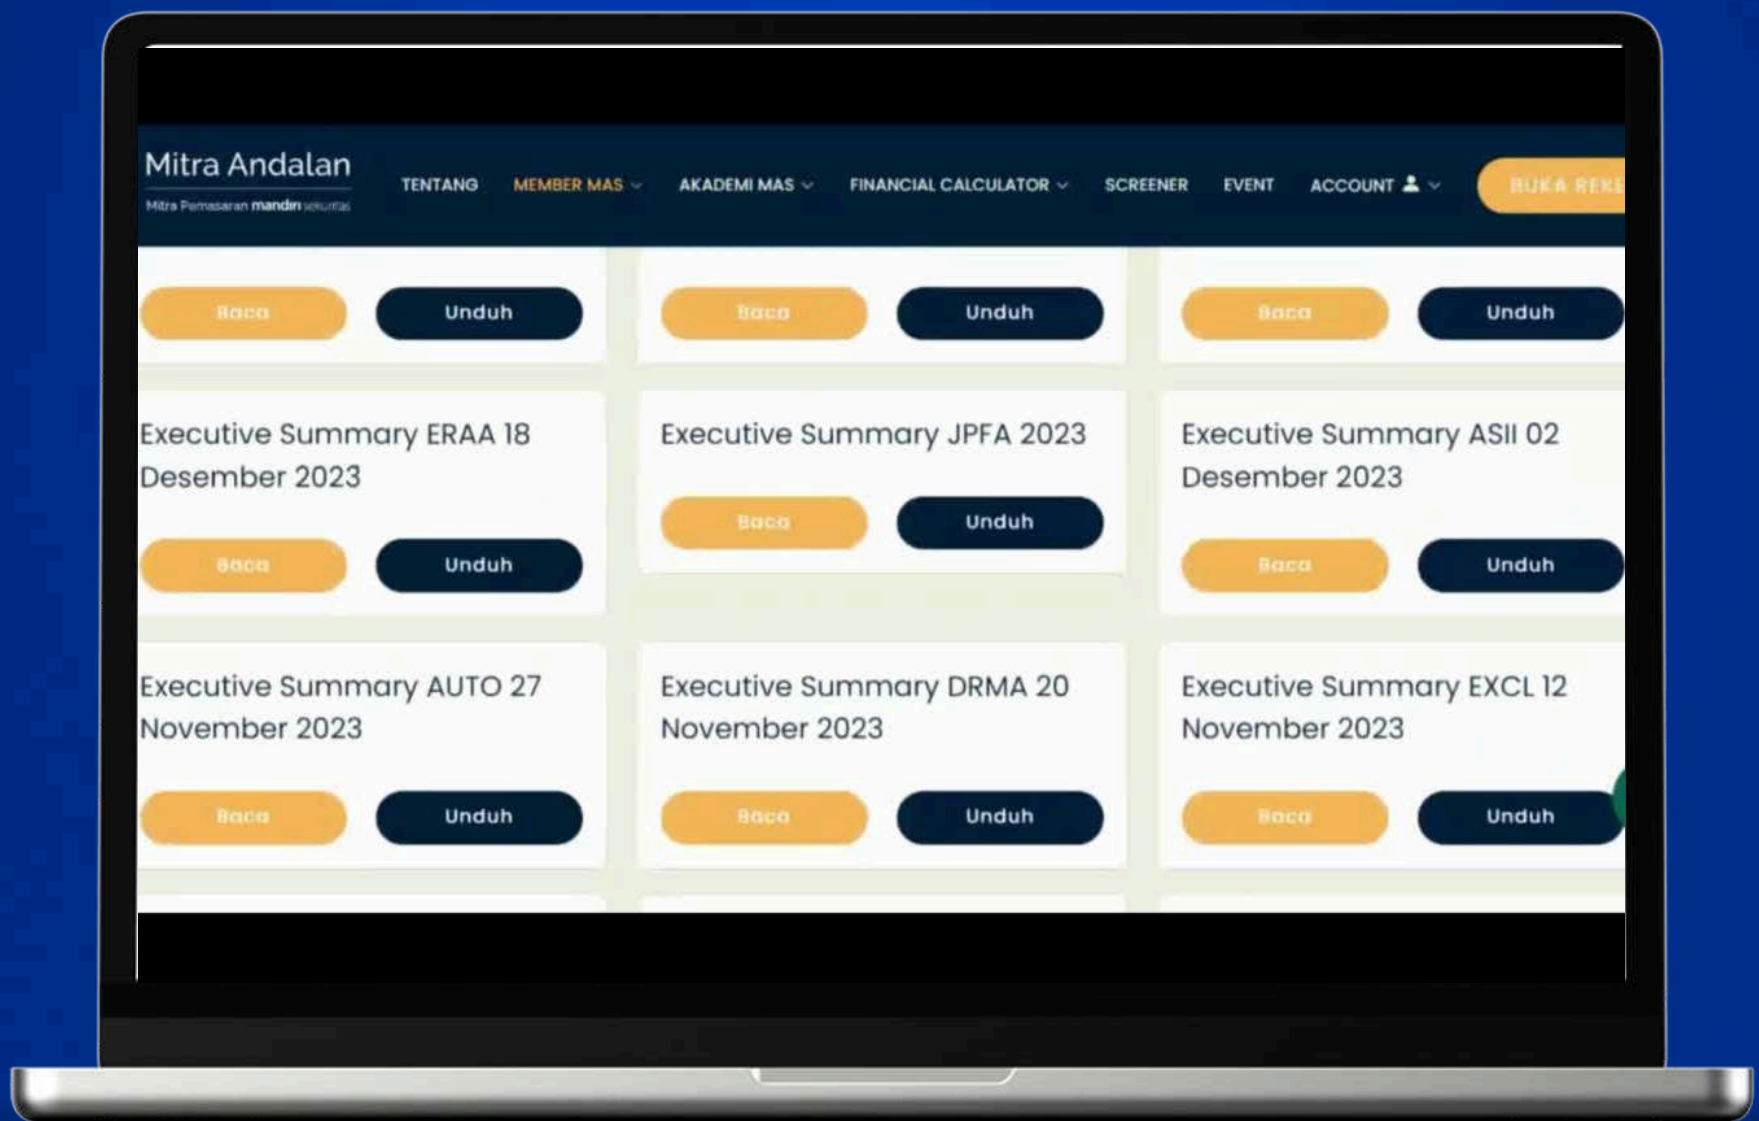 Mitra Andalan
Mitra Pemasaran mandiri sekuritas
TENTANG MEMBER MAS AKADEMI MAS FINANCIAL CALCULATOR SCREENER EVENT ACCOUNT BUKA REKE
Baca Unduh Baca Unduh Baca Unduh
Executive Summary ERAA 18
Desember 2023
Baca Unduh
Executive Summary JPFA 2023
Baca Unduh
Executive Summary ASII 02
Desember 2023
Baca Unduh
Executive Summary AUTO 27
November 2023
Baca Unduh
Executive Summary DRMA 20
November 2023
Baca Unduh
Executive Summary EXCL 12
November 2023
Baca Unduh